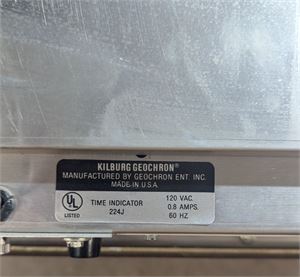 KILBURG GEOCHRON®
MANUFACTURED BY GEOCHRON ENT. INC.
MADE IN U.S.A.
UL
LISTED
TIME INDICATOR
224J
120 VAC
0.8 AMPS.
60 HZ